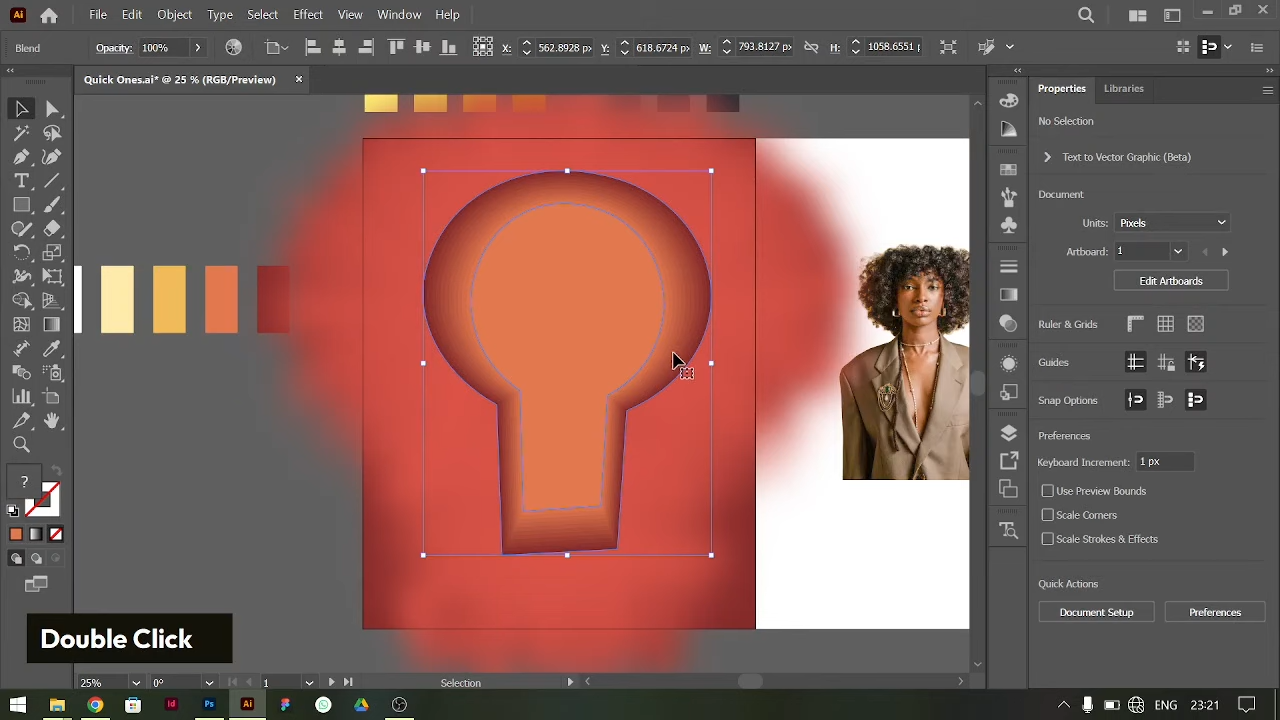 Ai File Edit Object Type Select Effect View Window Help
Blend Opacity: 100% X: 562.8928 px Y: 618.6724 px W: 793.8127 px H: 1058.6551
Quick Ones.ai* @ 25 % (RGB/Preview)
Properties Libraries
No Selection
Text to Vector Graphic (Beta)
Document
Units: Pixels
Artboard: 1
Edit Artboards
Ruler & Grids
Guides
Snap Options
Preferences
Keyboard Increment: 1 px
Use Preview Bounds
Scale Corners
Scale Strokes & Effects
Quick Actions
Document Setup Preferences
?
Double Click
25% 0° 1 Selection
Id Ps Ai ENG 23:21